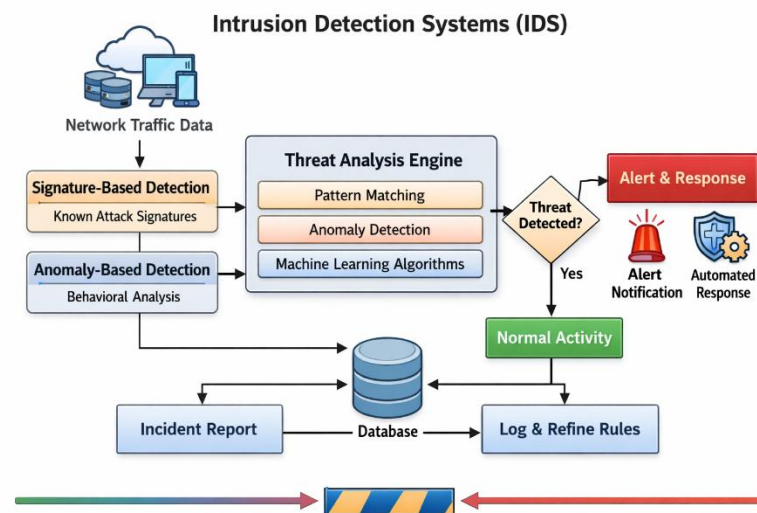 Intrusion Detection Systems (IDS)
Network Traffic Data
Signature-Based Detection
Known Attack Signatures
Anomaly-Based Detection
Behavioral Analysis
Threat Analysis Engine
Pattern Matching
Anomaly Detection
Machine Learning Algorithms
Threat
Detected?
Yes
Alert & Response
Alert
Notification
Automated
Response
Normal Activity
Incident Report
Database
Log & Refine Rules